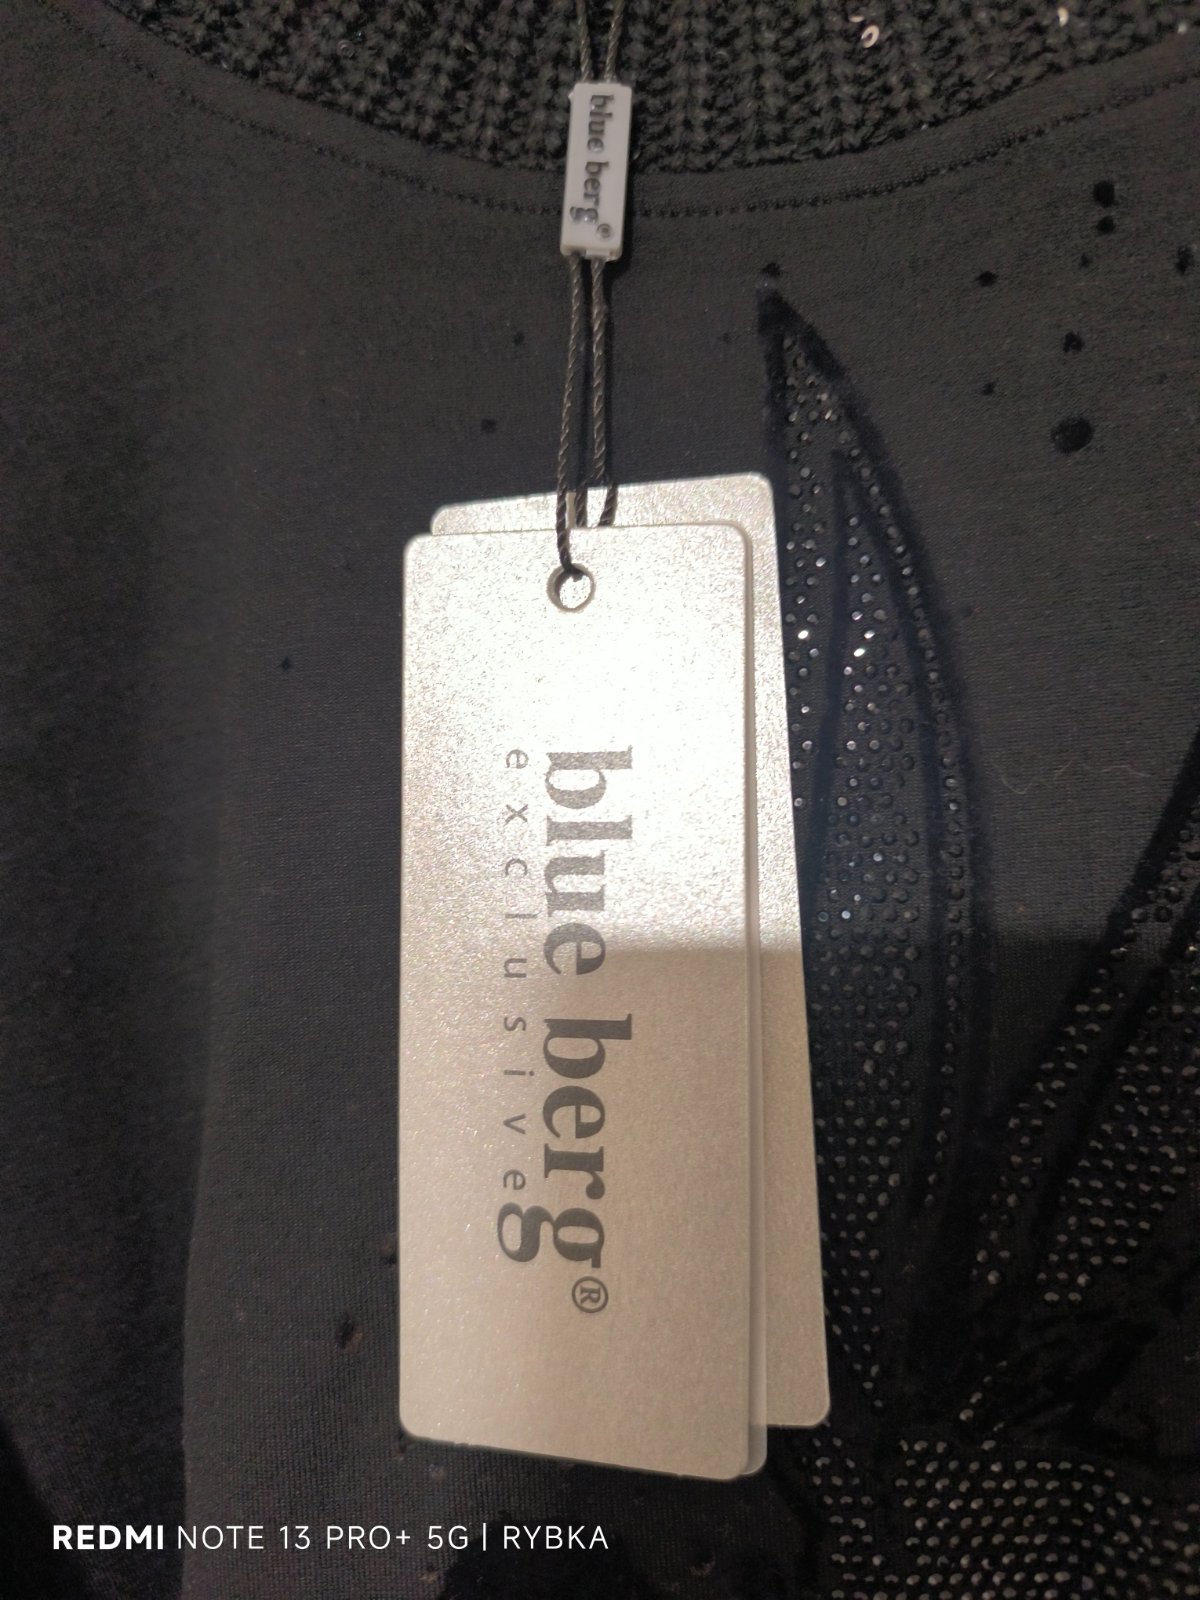 blue berg®
blue berg®
exclusive
REDMI NOTE 13 PRO+ 5G | RYBKA